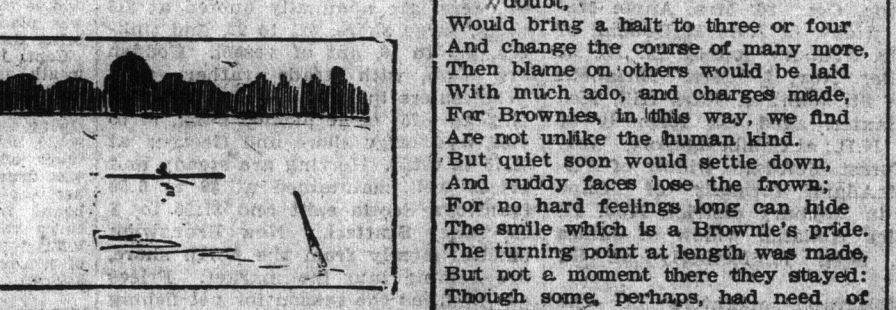 doubt,
Would bring a halt to three or four
And change the course of many more,
Then blame on others would be laid
With much ado, and charges made,
For Brownies, in this way, we find
Are not unlike the human kind.
But quiet soon would settle down,
And ruddy faces lose the frown;
For no hard feelings long can hide
The smile which is a Brownie's pride.
The turning point at length was made,
But not a moment there they stayed:
Though some, perhaps, had need of